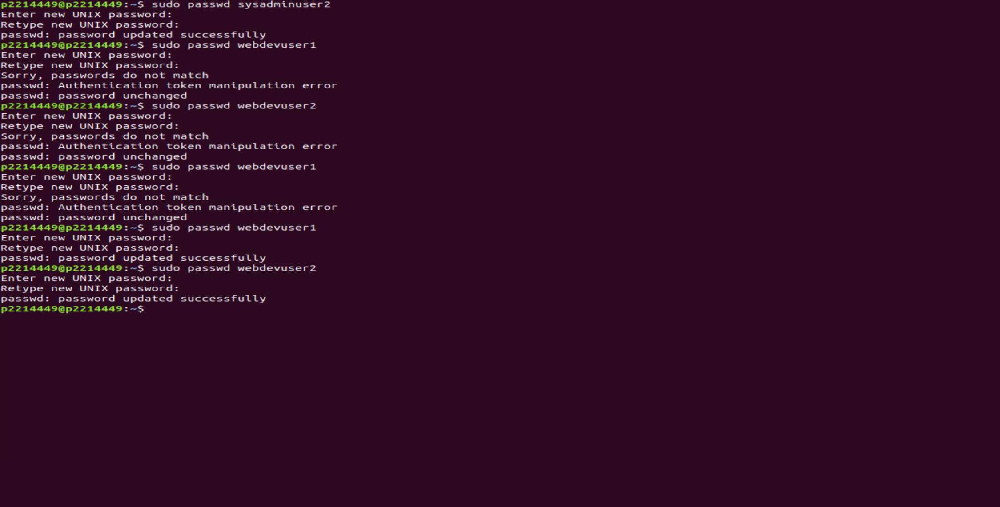 p2214449@p2214449:~$ sudo passwd sysadminuser2
Enter new UNIX password:
Retype new UNIX password:
passwd: password updated successfully
p2214449@p2214449:~$ sudo passwd webdevuser1
Enter new UNIX password:
Retype new UNIX password:
Sorry, passwords do not match
passwd: Authentication token manipulation error
passwd: password unchanged
p2214449@p2214449:~$ sudo passwd webdevuser2
Enter new UNIX password:
Retype new UNIX password:
Sorry, passwords do not match
passwd: Authentication token manipulation error
passwd: password unchanged
p2214449@p2214449:~$ sudo passwd webdevuser1
Enter new UNIX password:
Retype new UNIX password:
Sorry, passwords do not match
passwd: Authentication token manipulation error
passwd: password unchanged
p2214449@p2214449:~$ sudo passwd webdevuser1
Enter new UNIX password:
Retype new UNIX password:
passwd: password updated successfully
p2214449@p2214449:~$ sudo passwd webdevuser2
Enter new UNIX password:
Retype new UNIX password:
passwd: password updated successfully
p2214449@p2214449:~$